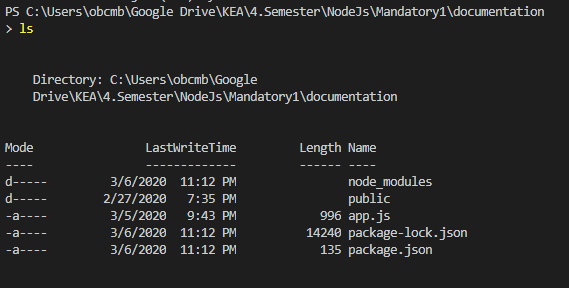 PS C:\Users\obcmb\Google Drive\KEA\4.Semester\NodeJs\Mandatory1\documentation
> ls
Directory: C:\Users\obcmb\Google
Drive\KEA\4.Semester\NodeJs\Mandatory1\documentation
Mode LastWriteTime Length Name
---- ------------- ------ ----
d----- 3/6/2020 11:12 PM node_modules
d----- 2/27/2020 7:35 PM public
-a---- 3/5/2020 9:43 PM 996 app.js
-a---- 3/6/2020 11:12 PM 14240 package-lock.json
-a---- 3/6/2020 11:12 PM 135 package.json